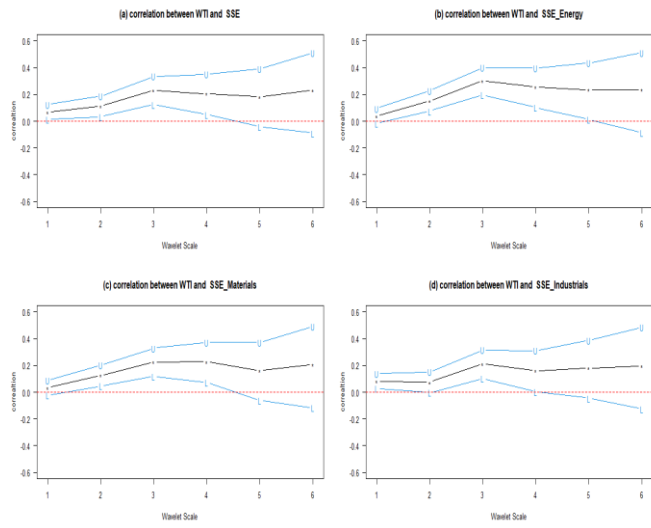 (a) correlation between WTI and SSE
correaltion
0.6
0.4
0.2
0.0
-0.2
-0.4
-0.6
U U U U U U
L L L L L L
1 2 3 4 5 6
Wavelet Scale
(b) correlation between WTI and SSE_Energy
correaltion
0.6
0.4
0.2
0.0
-0.2
-0.4
-0.6
U U U U U U
L L L L L L
1 2 3 4 5 6
Wavelet Scale
(c) correlation between WTI and SSE_Materials
correaltion
0.6
0.4
0.2
0.0
-0.2
-0.4
-0.6
U U U U U U
L L L L L L
1 2 3 4 5 6
Wavelet Scale
(d) correlation between WTI and SSE_Industrials
correaltion
0.6
0.4
0.2
0.0
-0.2
-0.4
-0.6
U U U U U U
L L L L L L
1 2 3 4 5 6
Wavelet Scale